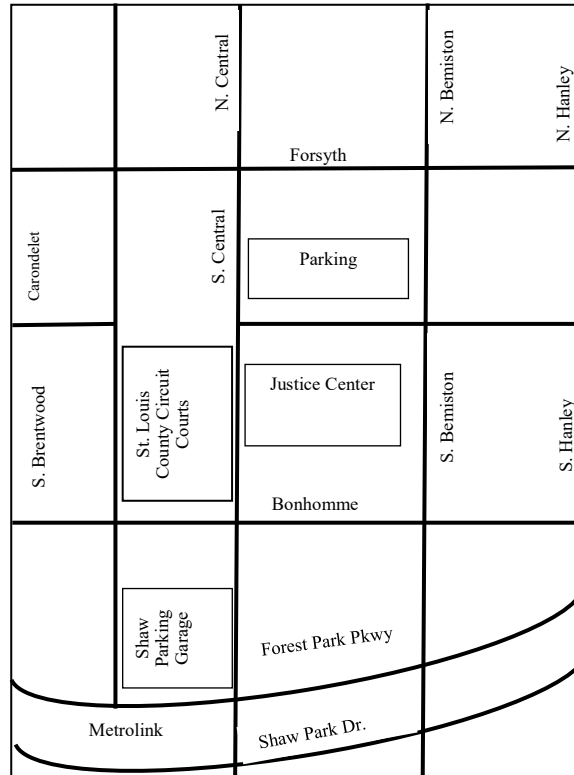 N. Central
N. Bemiston
N. Hanley
Forsyth
Carondelet
S. Central
Parking
S. Brentwood
St. Louis
County Circuit
Courts
Justice Center
S. Bemiston
S. Hanley
Bonhomme
Shaw
Parking
Garage
Forest Park Pkwy
Metrolink
Shaw Park Dr.